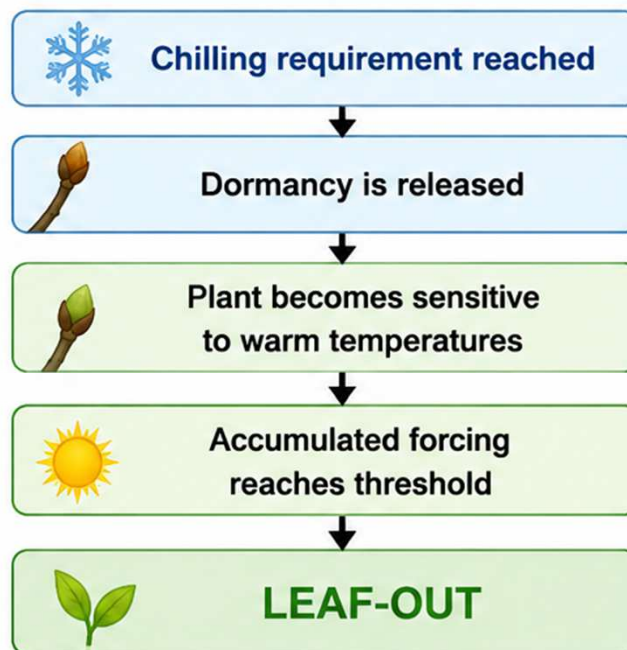 Chilling requirement reached
Dormancy is released
Plant becomes sensitive
to warm temperatures
Accumulated forcing
reaches threshold
LEAF-OUT